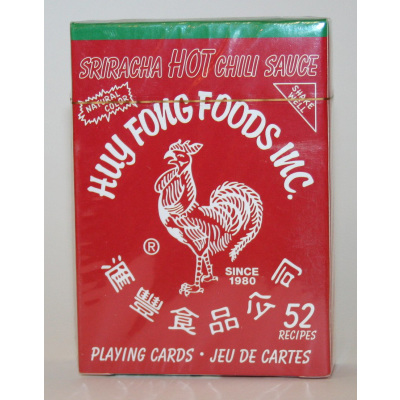 SRIRACHA HOT CHILI SAUCE
NATURAL
COLOR
SHAKE
WELL
HUY FONG FOODS INC.
®
SINCE
1980
滙豐食品公司
52
RECIPES
PLAYING CARDS • JEU DE CARTES